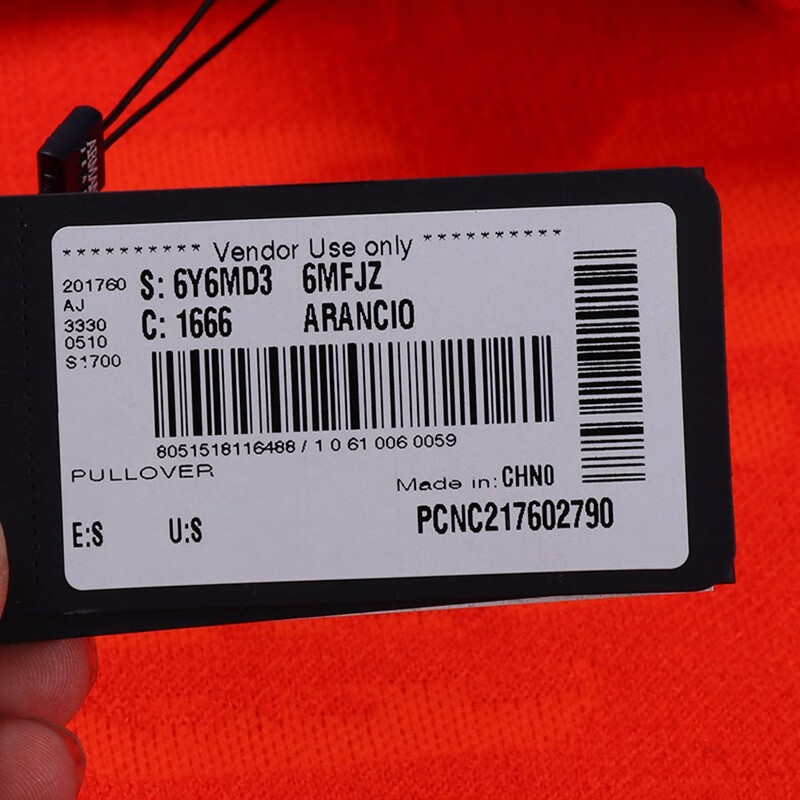 * * * * * * * * * * Vendor Use only * * * * * * * * * *
201760 S: 6Y6MD3 6MFJZ
AJ
3330 C: 1666 ARANCIO
0510
S1700
8051518116488 / 1 0 61 006 0059
PULLOVER
Made in: CHN0
PCNC217602790
E:S U:S